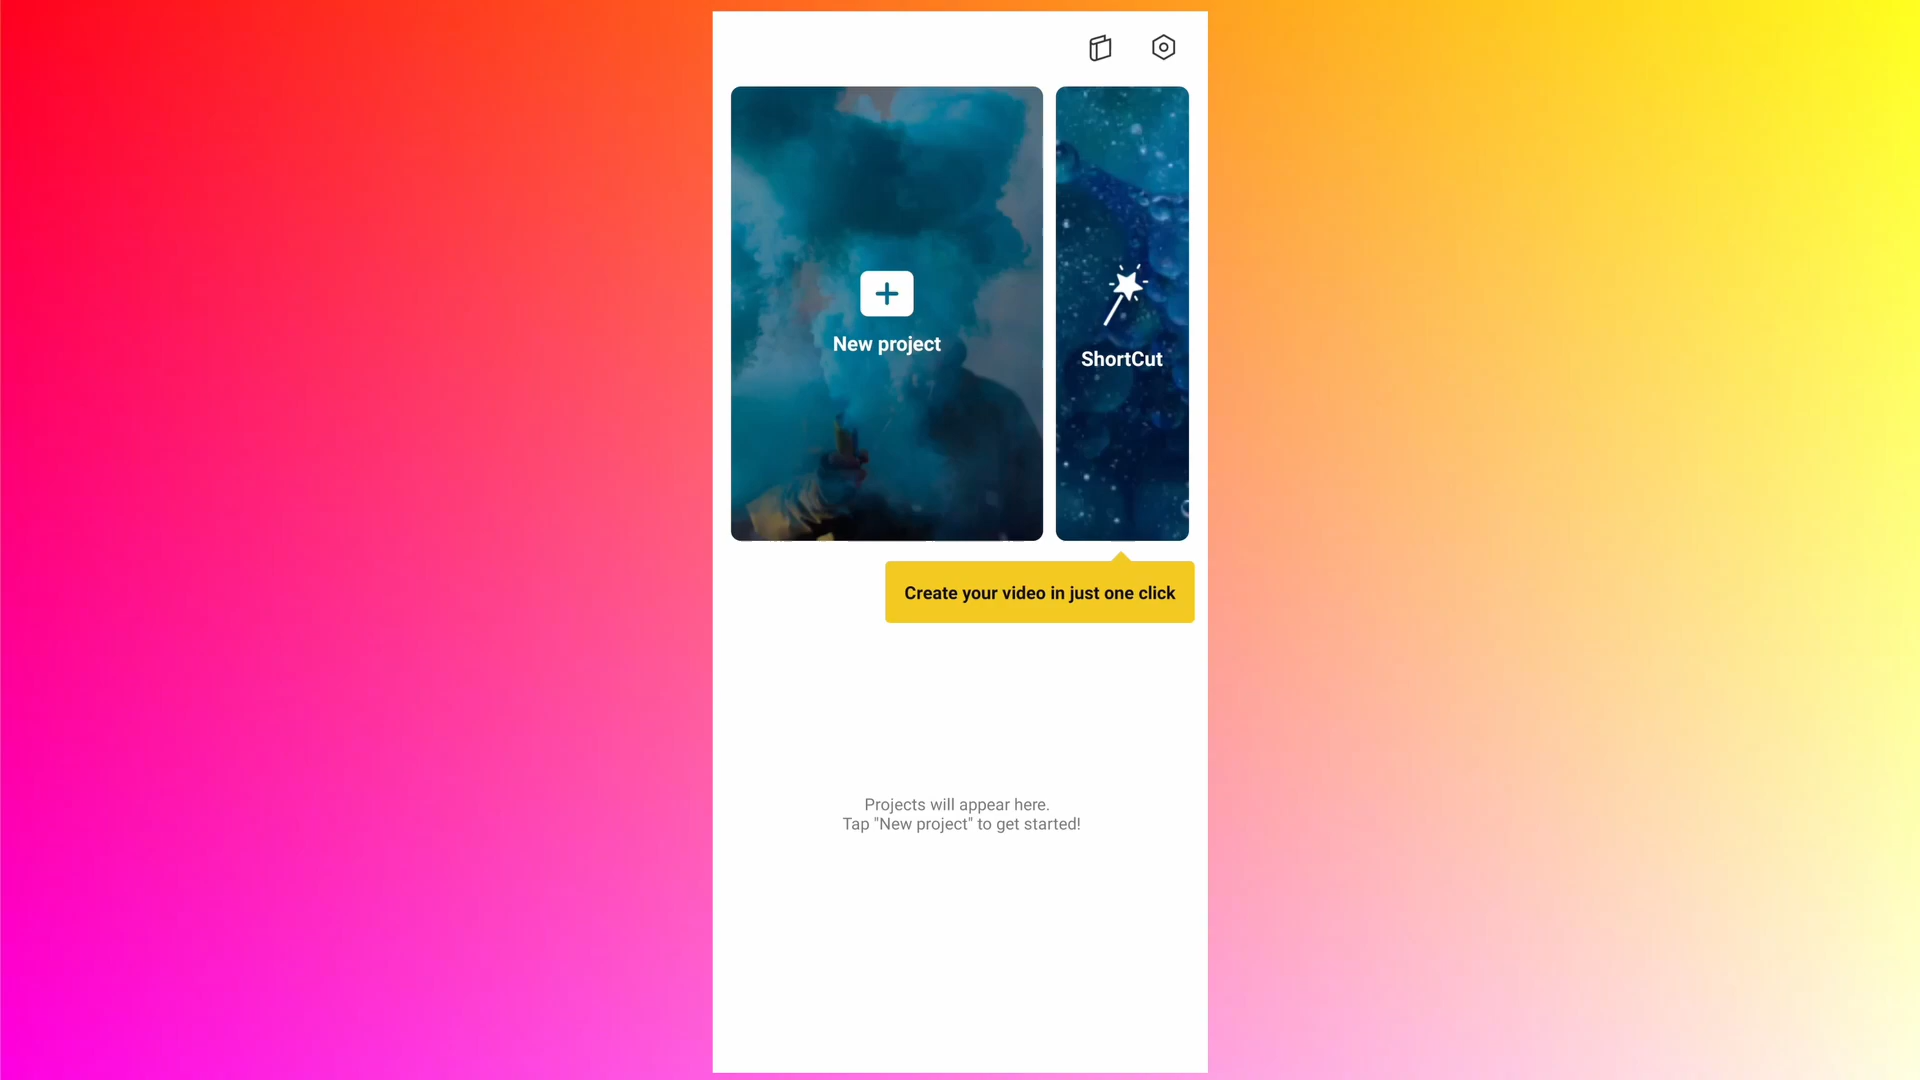 New project
ShortCut
Create your video in just one click
Projects will appear here.
Tap "New project" to get started!